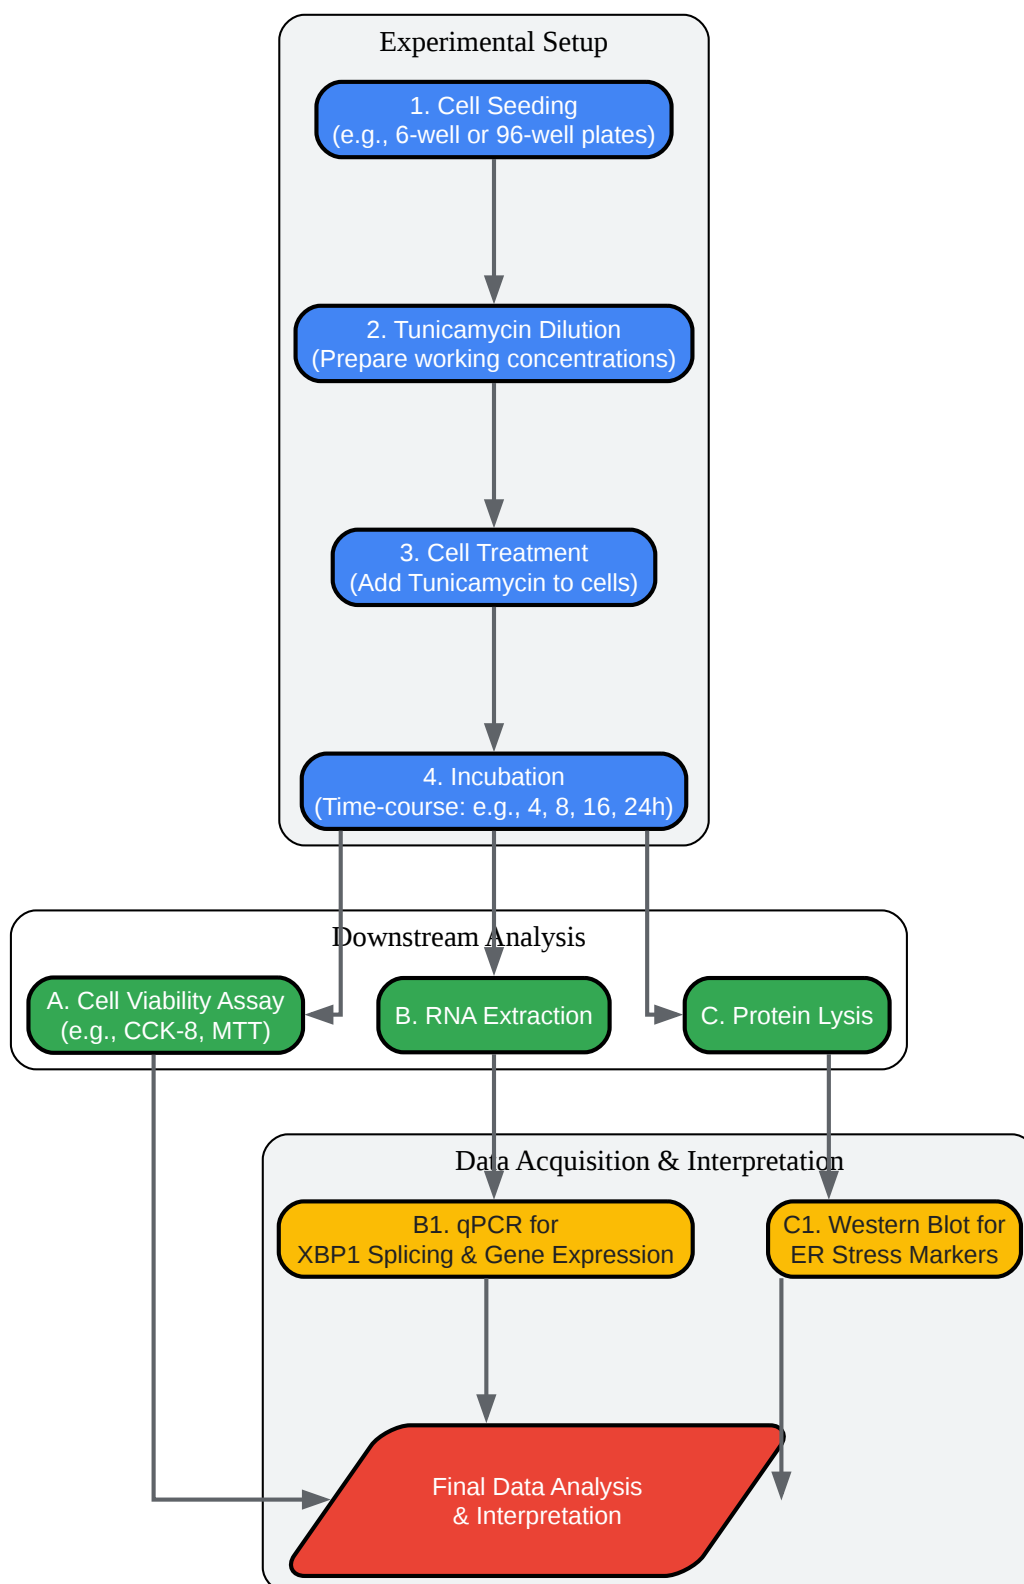 Experimental Setup
1. Cell Seeding
(e.g., 6-well or 96-well plates)
2. Tunicamycin Dilution
(Prepare working concentrations)
3. Cell Treatment
(Add Tunicamycin to cells)
4. Incubation
(Time-course: e.g., 4, 8, 16, 24h)
Downstream Analysis
A. Cell Viability Assay
(e.g., CCK-8, MTT)
B. RNA Extraction
C. Protein Lysis
Data Acquisition & Interpretation
B1. qPCR for
XBP1 Splicing & Gene Expression
C1. Western Blot for
ER Stress Markers
Final Data Analysis
& Interpretation